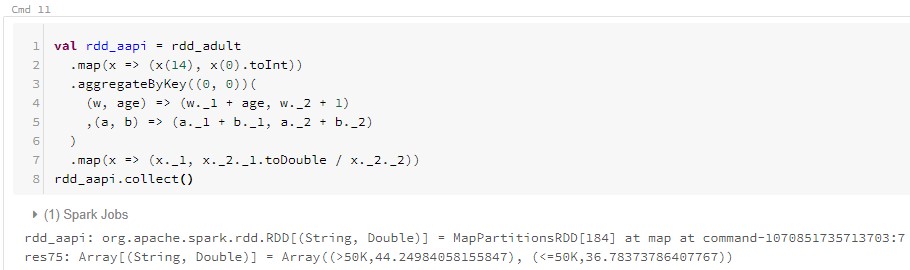 Cmd 11
1 val rdd_aapi = rdd_adult
2 .map(x => (x(14), x(0).toInt))
3 .aggregateByKey((0, 0))(
4 (w, age) => (w._1 + age, w._2 + 1)
5 ,(a, b) => (a._1 + b._1, a._2 + b._2)
6 )
7 .map(x => (x._1, x._2._1.toDouble / x._2._2))
8 rdd_aapi.collect()
(1) Spark Jobs
rdd_aapi: org.apache.spark.rdd.RDD[(String, Double)] = MapPartitionsRDD[184] at map at command-1070851735713703:7
res75: Array[(String, Double)] = Array((>50K,44.24984058155847), (<=50K,36.78373786407767))